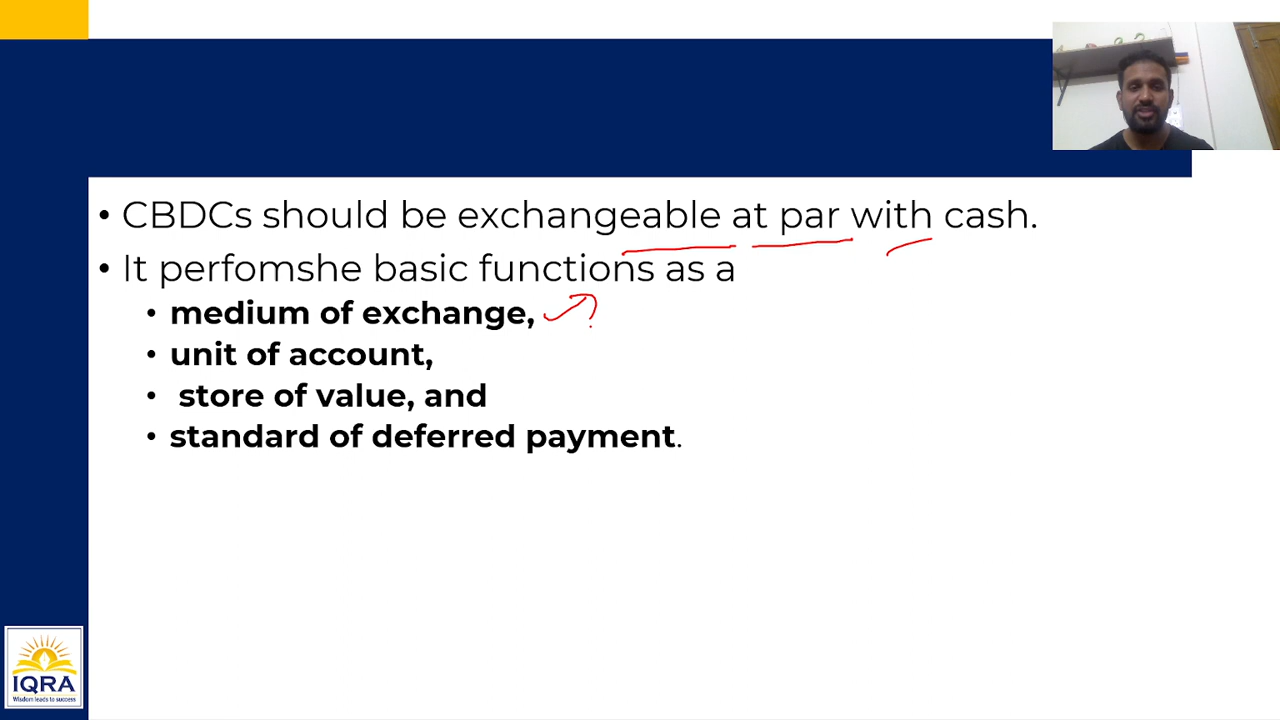 • CBDCs should be exchangeable at par with cash.
• It perfomshe basic functions as a
• medium of exchange, ?
• unit of account,
• store of value, and
• standard of deferred payment.
IQRA
Wisdom leads to success